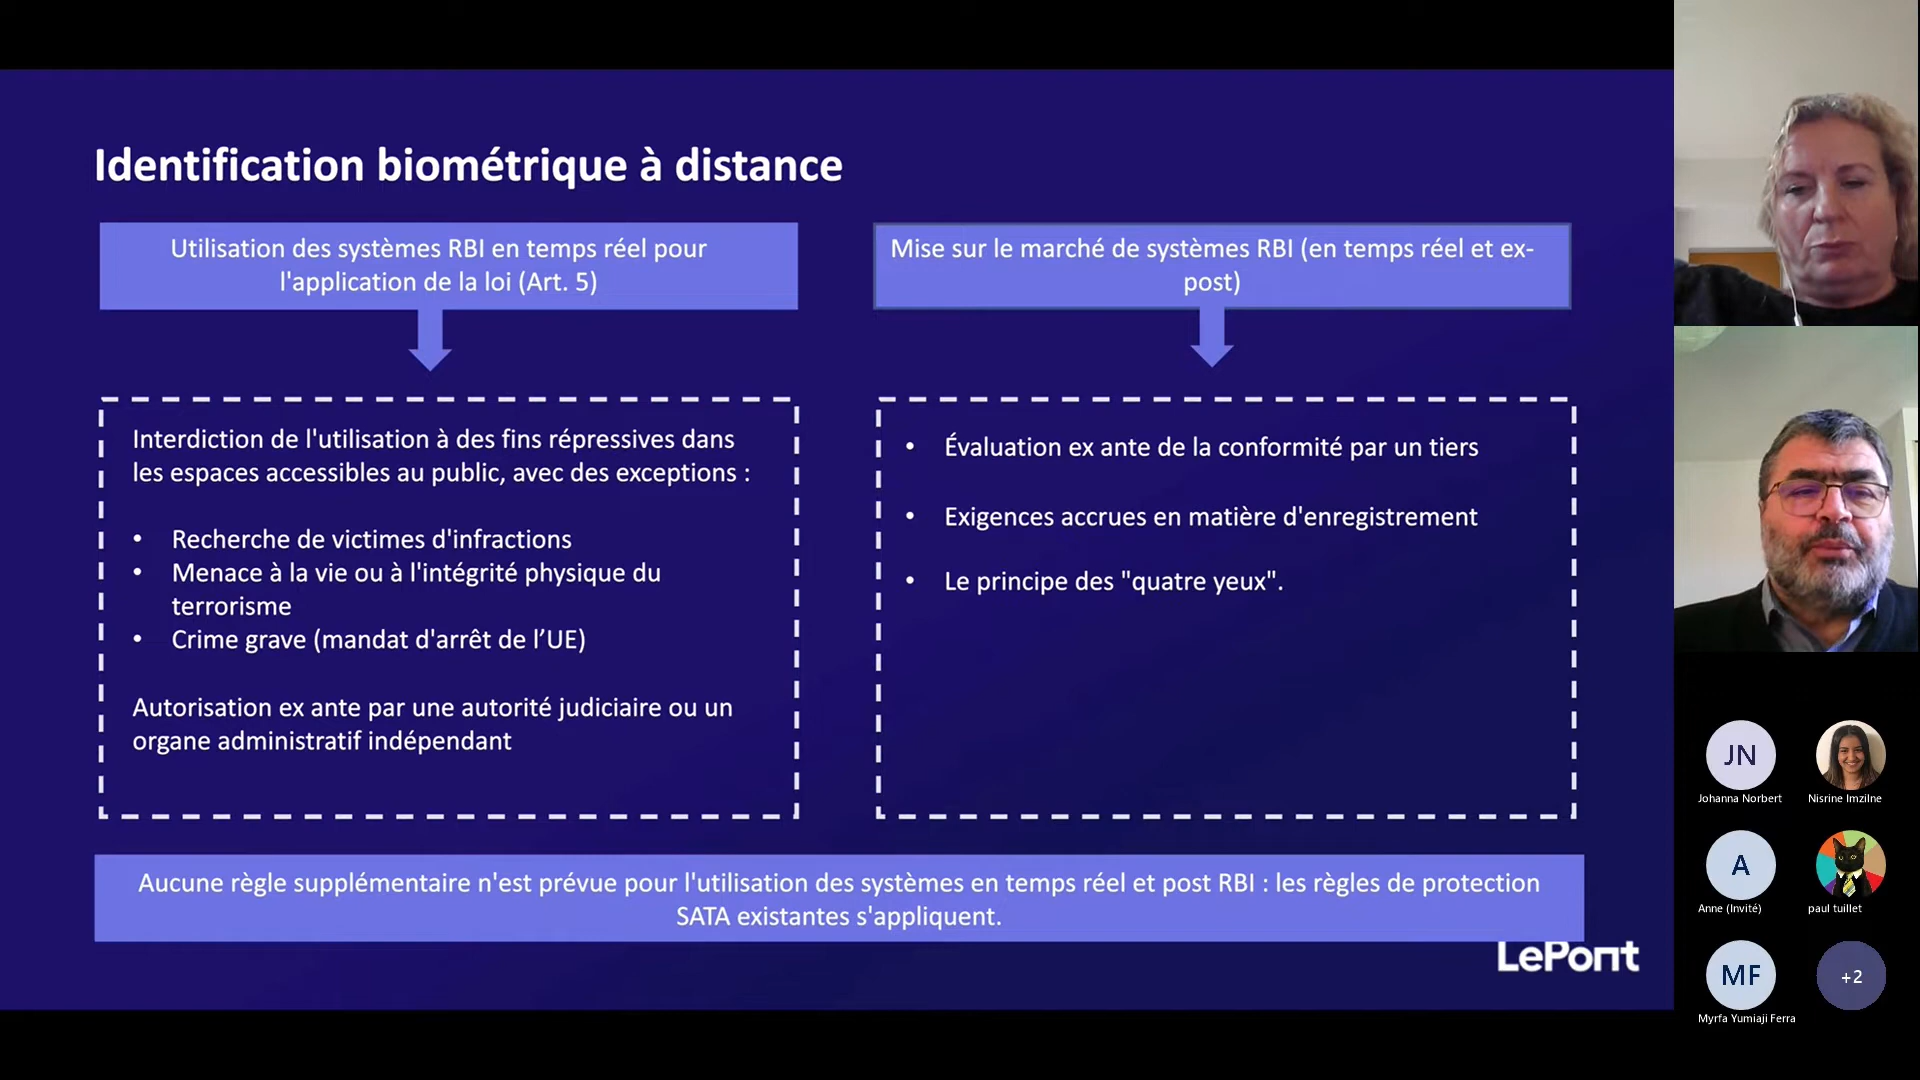 Identification biométrique à distance
Utilisation des systèmes RBI en temps réel pour
l'application de la loi (Art. 5)
Mise sur le marché de systèmes RBI (en temps réel et ex-
post)
Interdiction de l'utilisation à des fins répressives dans
les espaces accessibles au public, avec des exceptions :
• Recherche de victimes d'infractions
• Menace à la vie ou à l'intégrité physique du
terrorisme
• Crime grave (mandat d'arrêt de l’UE)
Autorisation ex ante par une autorité judiciaire ou un
organe administratif indépendant
• Évaluation ex ante de la conformité par un tiers
• Exigences accrues en matière d'enregistrement
• Le principe des "quatre yeux".
Aucune règle supplémentaire n'est prévue pour l'utilisation des systèmes en temps réel et post RBI : les règles de protection
SATA existantes s'appliquent.
LePont
JN
Johanna Norbert
Nisrine Imzilne
A
Anne (Invité)
paul tuillet
MF
Myrfa Yumiaji Ferra
+2